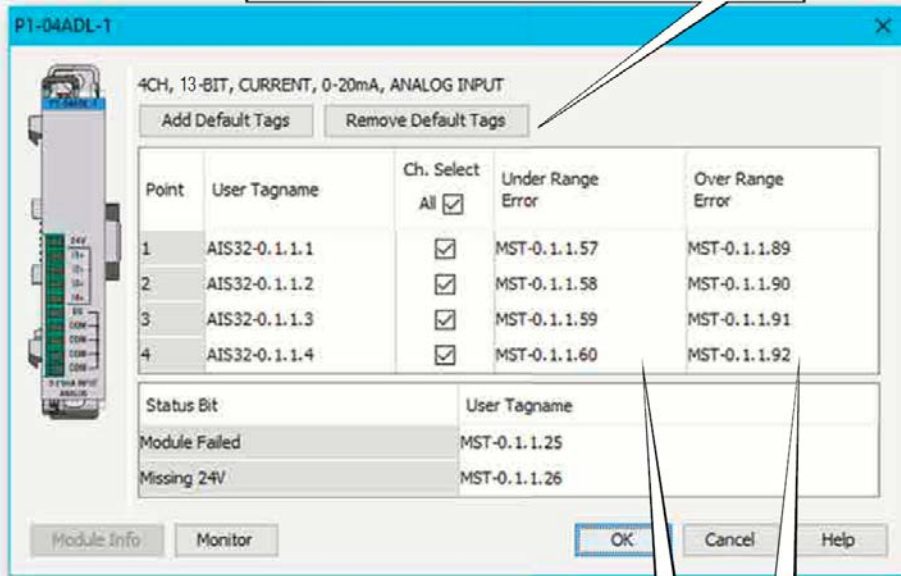 P1-04ADL-1
4CH, 13-BIT, CURRENT, 0-20mA, ANALOG INPUT
Add Default Tags Remove Default Tags
Point User Tagname Ch. Select All Under Range Error Over Range Error
1 AIS32-0.1.1.1 MST-0.1.1.57 MST-0.1.1.89
2 AIS32-0.1.1.2 MST-0.1.1.58 MST-0.1.1.90
3 AIS32-0.1.1.3 MST-0.1.1.59 MST-0.1.1.91
4 AIS32-0.1.1.4 MST-0.1.1.60 MST-0.1.1.92
Status Bit User Tagname
Module Failed MST-0.1.1.25
Missing 24V MST-0.1.1.26
Module Info Monitor OK Cancel Help
24V
COM
COM
COM
COM
ANALOG